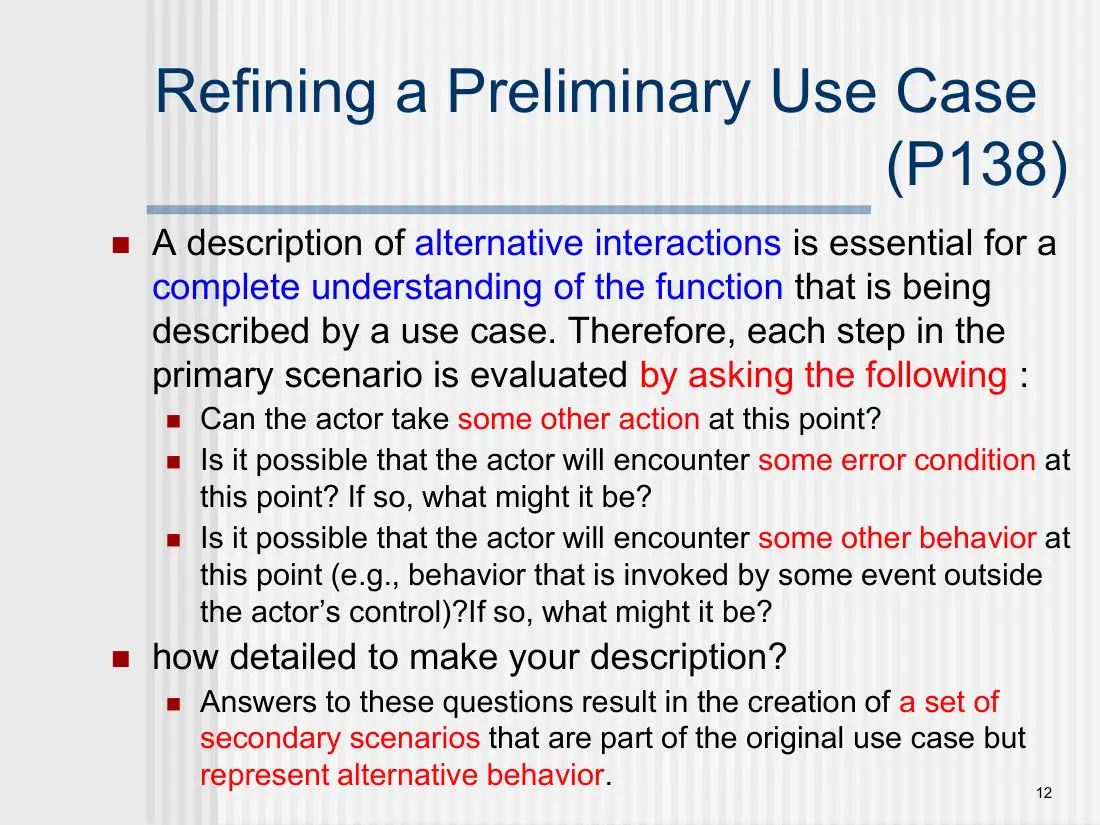 Refining a Preliminary Use Case
(P138)
A description of alternative interactions is essential for a
complete understanding of the function that is being
described by a use case. Therefore, each step in the
primary scenario is evaluated by asking the following :
Can the actor take some other action at this point?
Is it possible that the actor will encounter some error condition at
this point? If so, what might it be?
Is it possible that the actor will encounter some other behavior at
this point (e.g., behavior that is invoked by some event outside
the actor’s control)?If so, what might it be?
how detailed to make your description?
Answers to these questions result in the creation of a set of
secondary scenarios that are part of the original use case but
represent alternative behavior.
12